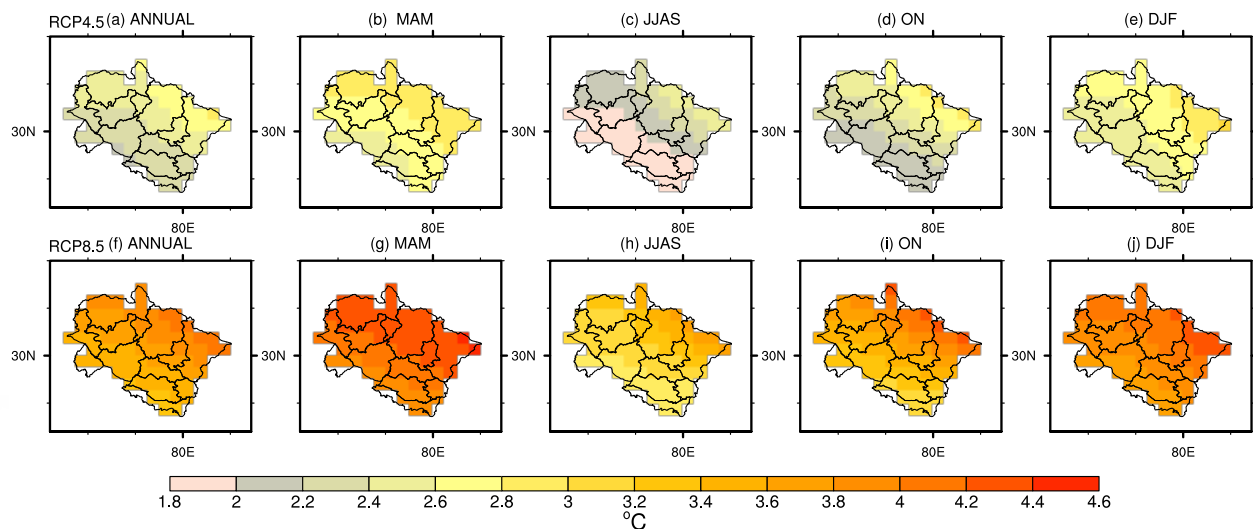 RCP4.5 (a) ANNUAL (b) MAM (c) JJAS (d) ON (e) DJF
30N 30N 30N 30N 30N
80E 80E 80E 80E 80E
RCP8.5 (f) ANNUAL (g) MAM (h) JJAS (i) ON (j) DJF
30N 30N 30N 30N 30N
80E 80E 80E 80E 80E
1.8 2 2.2 2.4 2.6 2.8 3 3.2 3.4 3.6 3.8 4 4.2 4.4 4.6
°C